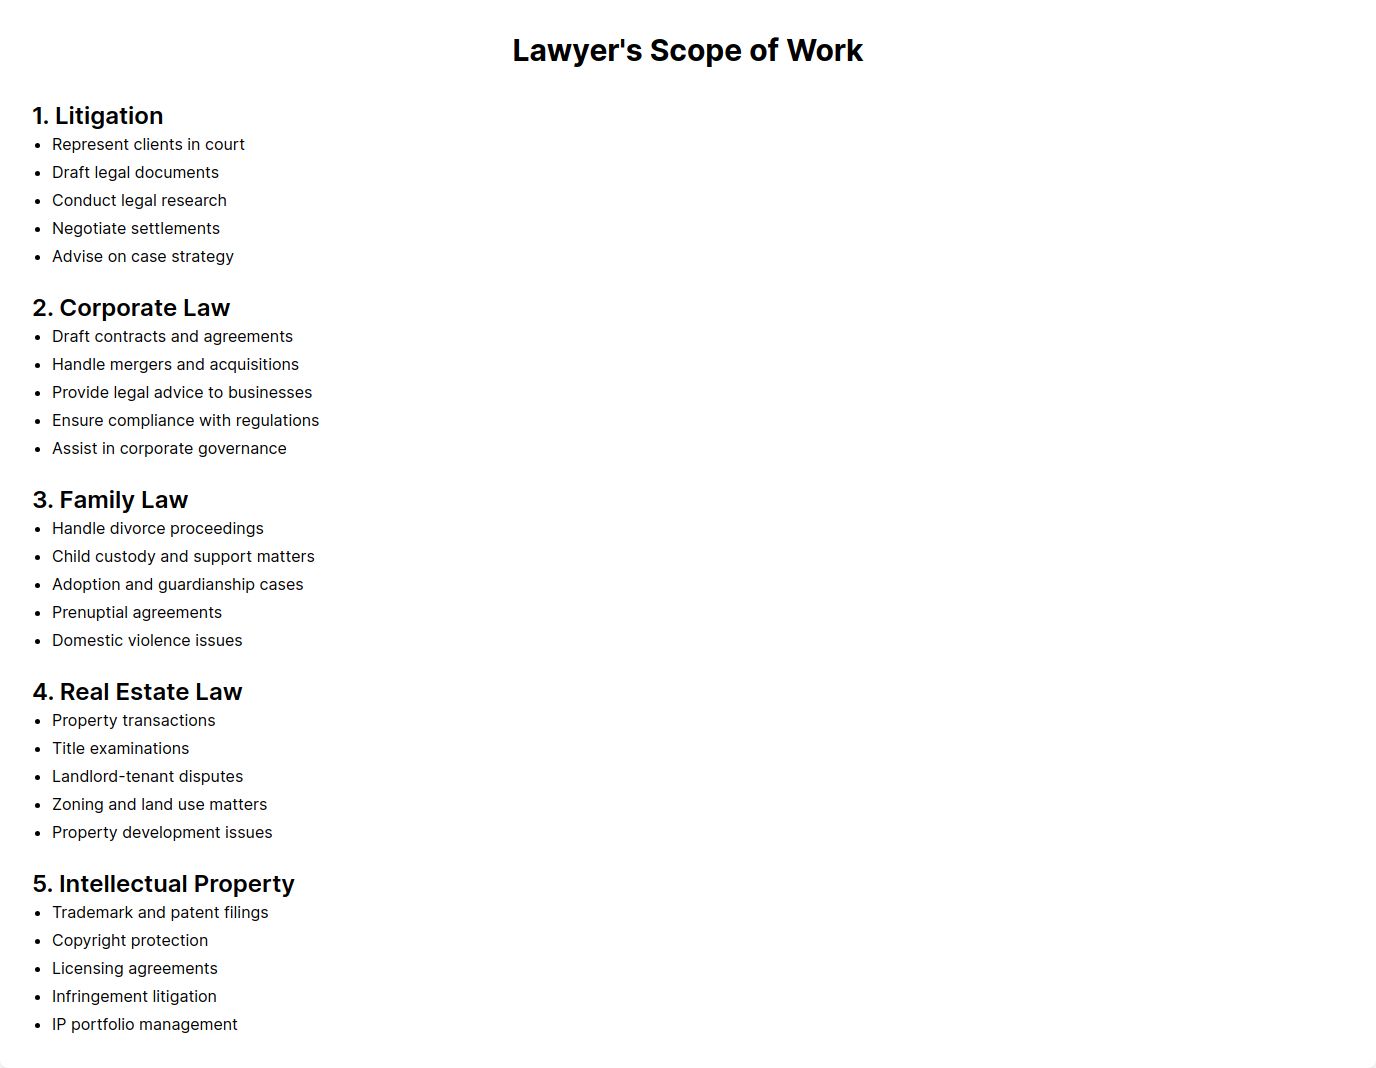 Lawyer's Scope of Work
1. Litigation
• Represent clients in court
• Draft legal documents
• Conduct legal research
• Negotiate settlements
• Advise on case strategy
2. Corporate Law
• Draft contracts and agreements
• Handle mergers and acquisitions
• Provide legal advice to businesses
• Ensure compliance with regulations
• Assist in corporate governance
3. Family Law
• Handle divorce proceedings
• Child custody and support matters
• Adoption and guardianship cases
• Prenuptial agreements
• Domestic violence issues
4. Real Estate Law
• Property transactions
• Title examinations
• Landlord-tenant disputes
• Zoning and land use matters
• Property development issues
5. Intellectual Property
• Trademark and patent filings
• Copyright protection
• Licensing agreements
• Infringement litigation
• IP portfolio management